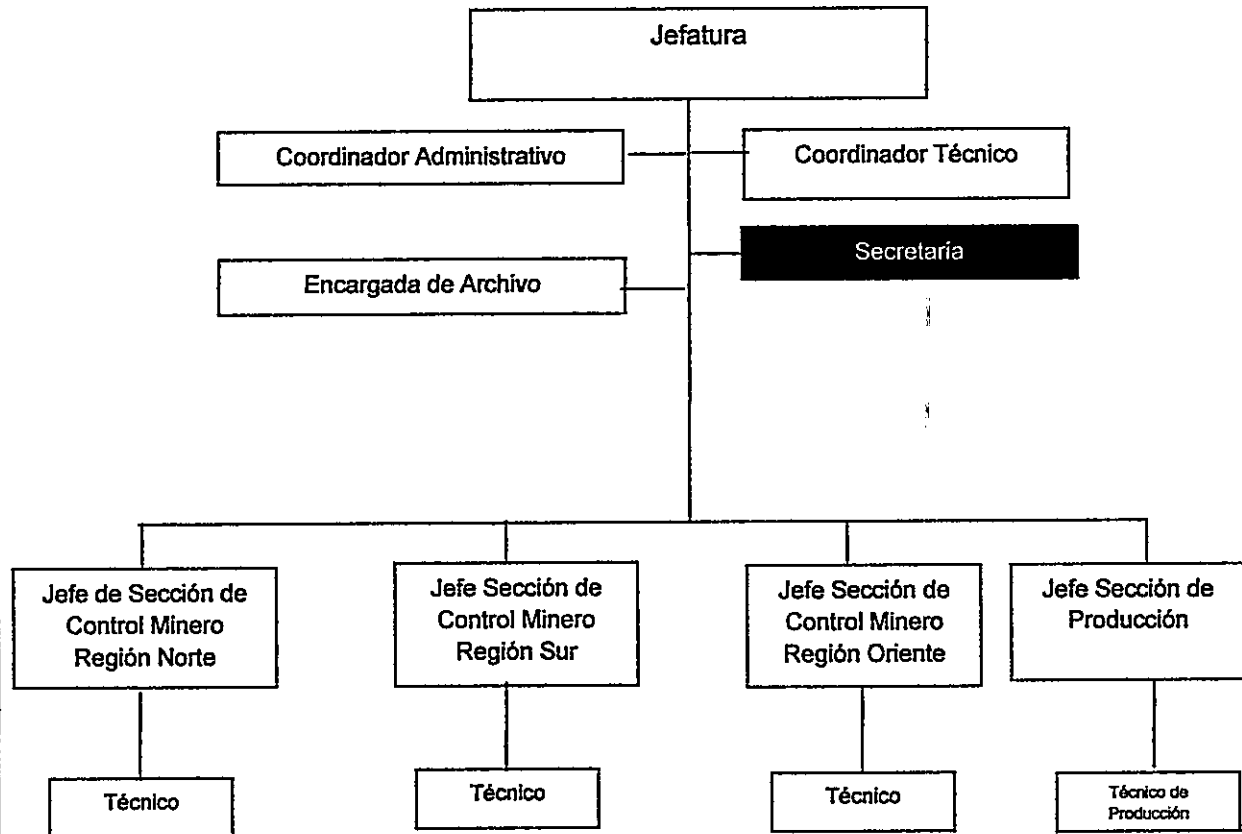 Jefatura
Coordinador Administrativo
Coordinador Técnico
Secretaría
Encargada de Archivo
Jefe de Sección de
Control Minero
Región Norte
Jefe Sección de
Control Minero
Región Sur
Jefe Sección de
Control Minero
Región Oriente
Jefe Sección de
Producción
Técnico
Técnico
Técnico
Técnico de
Producción